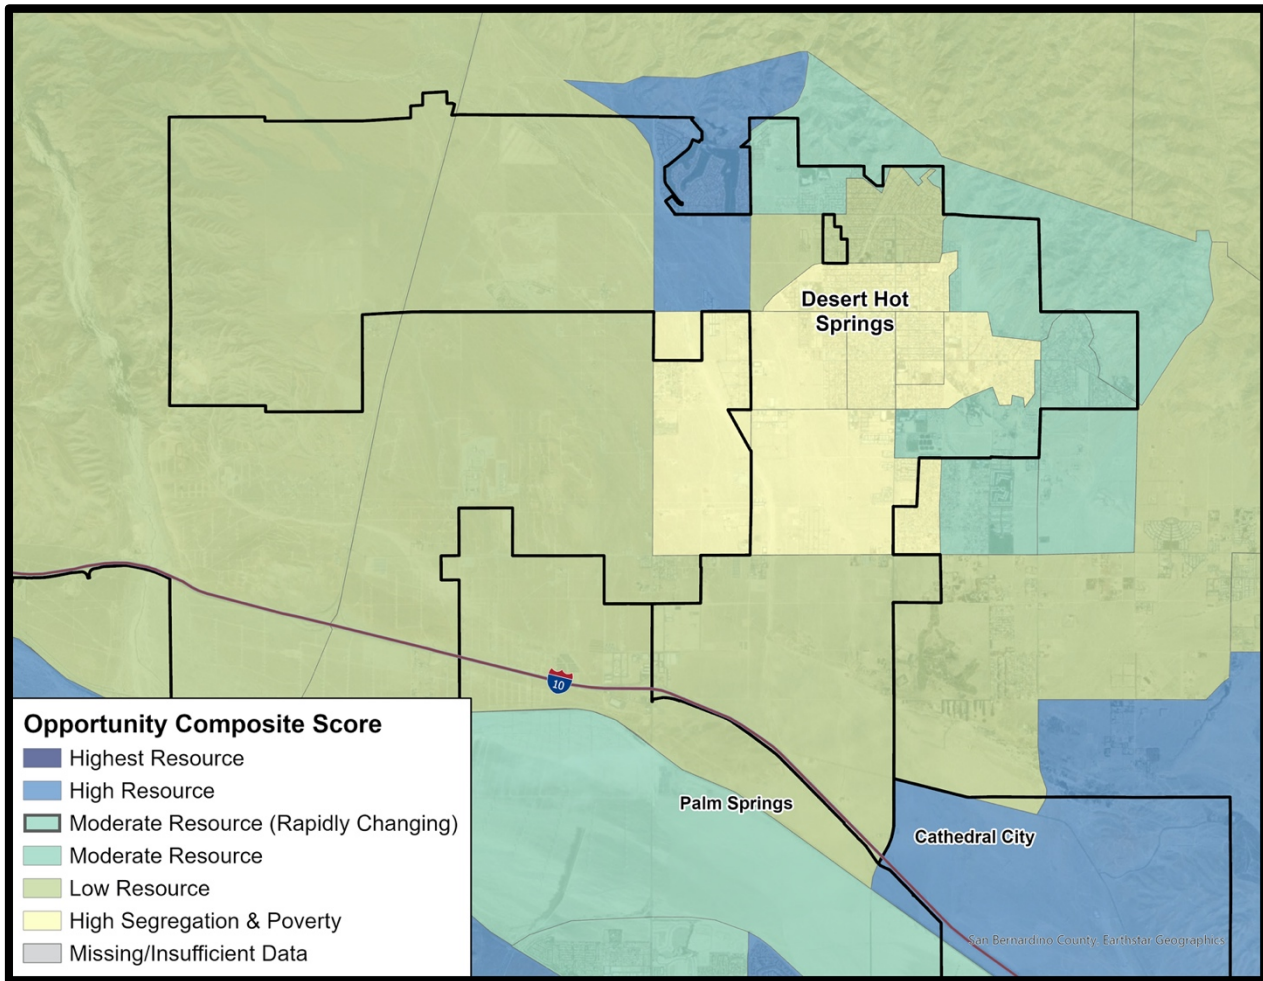 Desert Hot
Springs
10
Palm Springs
Cathedral City
San Bernardino County, Earthstar Geographics
Opportunity Composite Score
Highest Resource
High Resource
Moderate Resource (Rapidly Changing)
Moderate Resource
Low Resource
High Segregation & Poverty
Missing/Insufficient Data